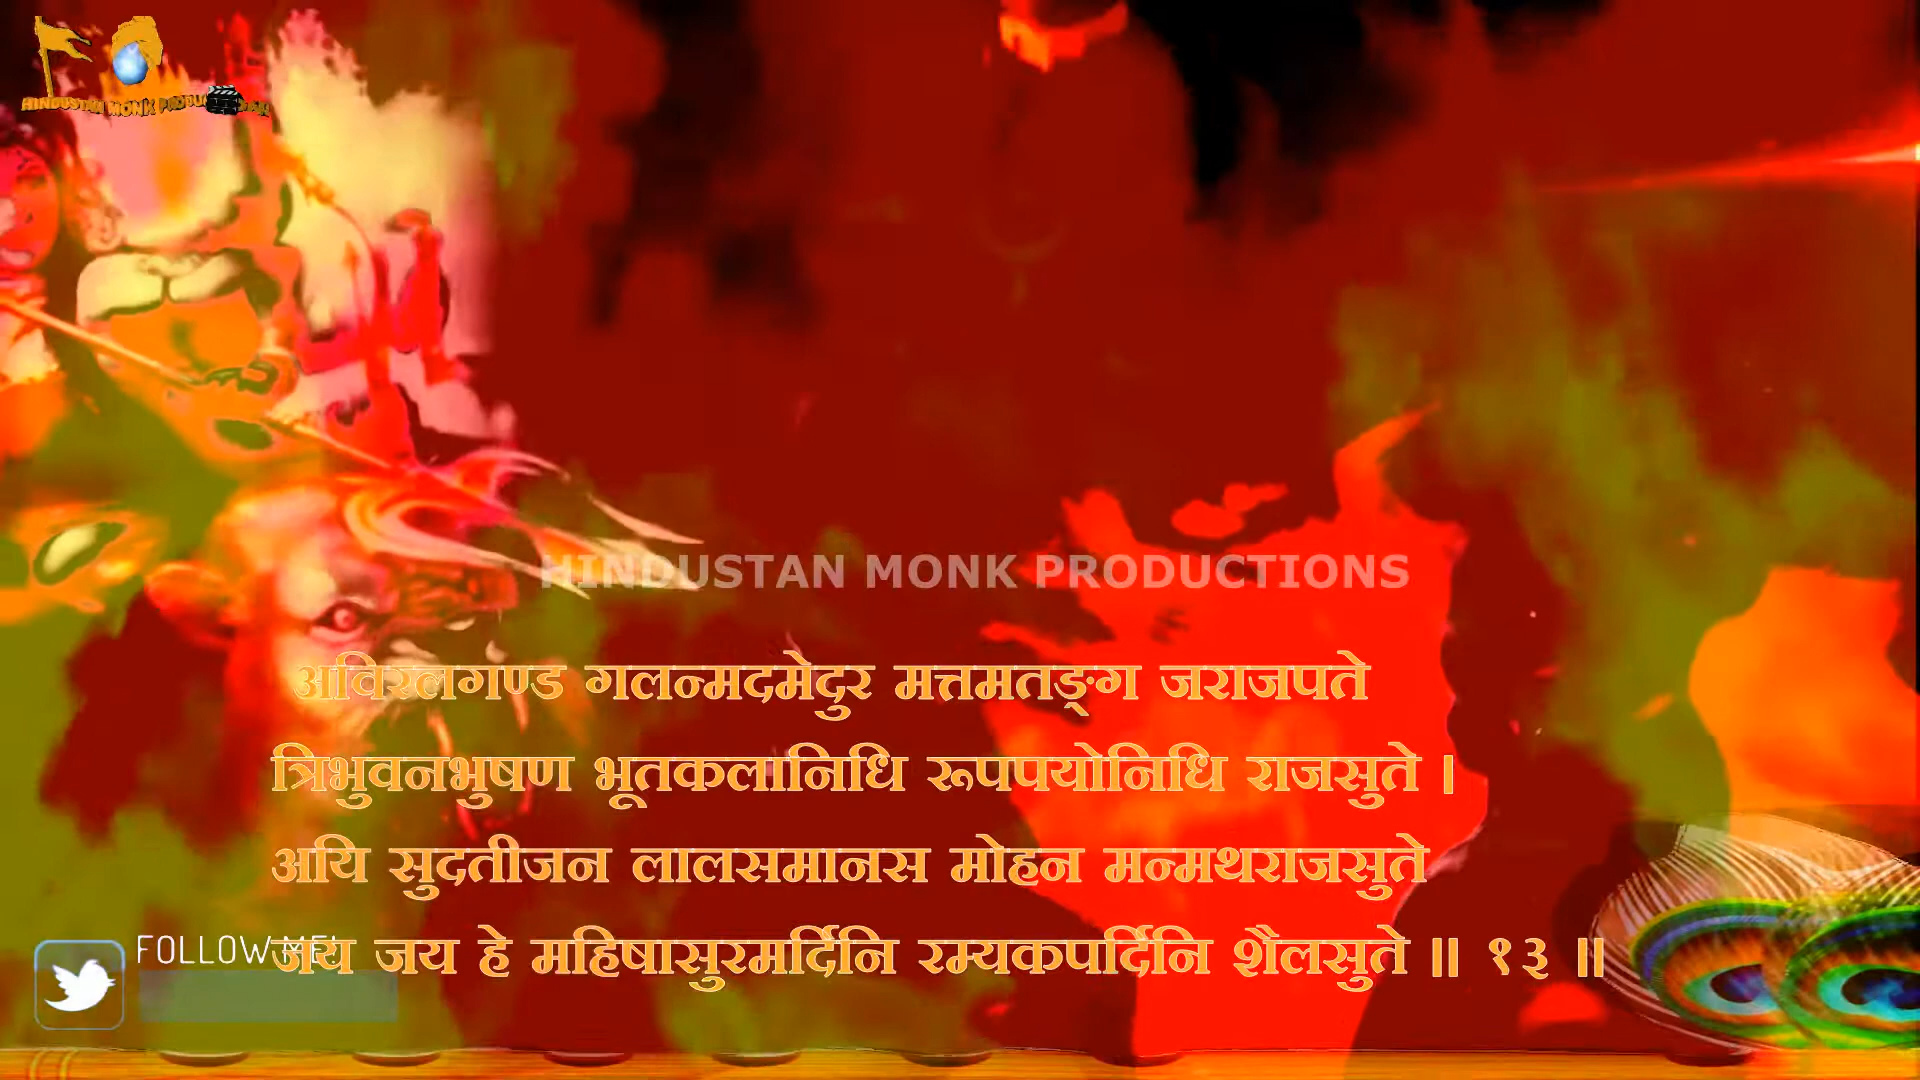 HINDUSTAN MONK PRODUCTIONS
अविरलगण्ड गलन्मदमेदुर मत्तमतङ्ग जराजपते
त्रिभुवनभुषण भूतकलानिधि रूपपयोनिधि राजसुते ।
अयि सुदतीजन लालसमानस मोहन मन्मथराजसुते
FOLLOW ME!
जय जय हे महिषासुरमर्दिनि रम्यकपर्दिनि शैलसुते ॥ १३ ॥